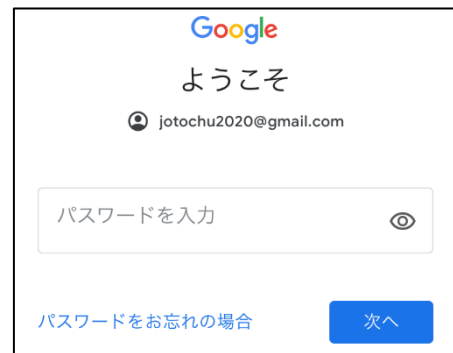 Google
ようこそ
jotochu2020@gmail.com
パスワードを入力
パスワードをお忘れの場合
次へ